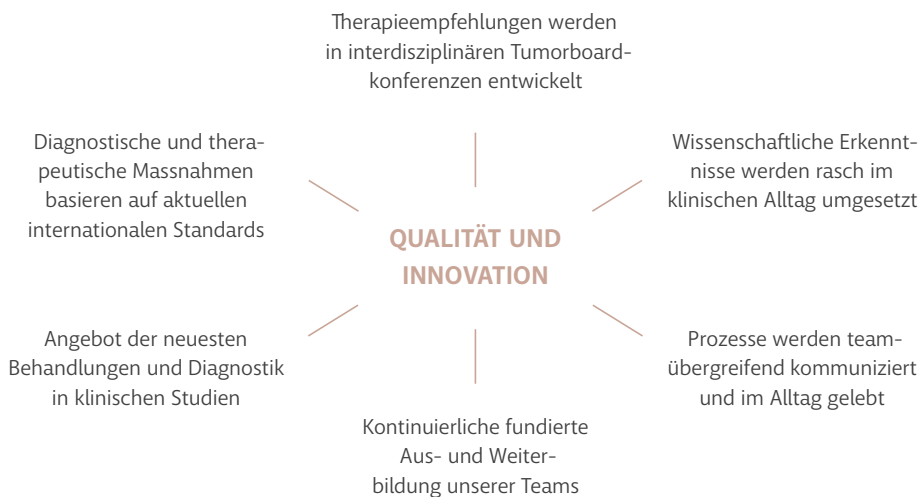 Therapieempfehlungen werden
in interdisziplinären Tumorboard-
konferenzen entwickelt
Diagnostische und thera-
peutische Massnahmen
basieren auf aktuellen
internationalen Standards
Wissenschaftliche Erkennt-
nisse werden rasch im
klinischen Alltag umgesetzt
QUALITÄT UND
INNOVATION
Angebot der neuesten
Behandlungen und Diagnostik
in klinischen Studien
Prozesse werden team-
übergreifend kommuniziert
und im Alltag gelebt
Kontinuierliche fundierte
Aus- und Weiter-
bildung unserer Teams